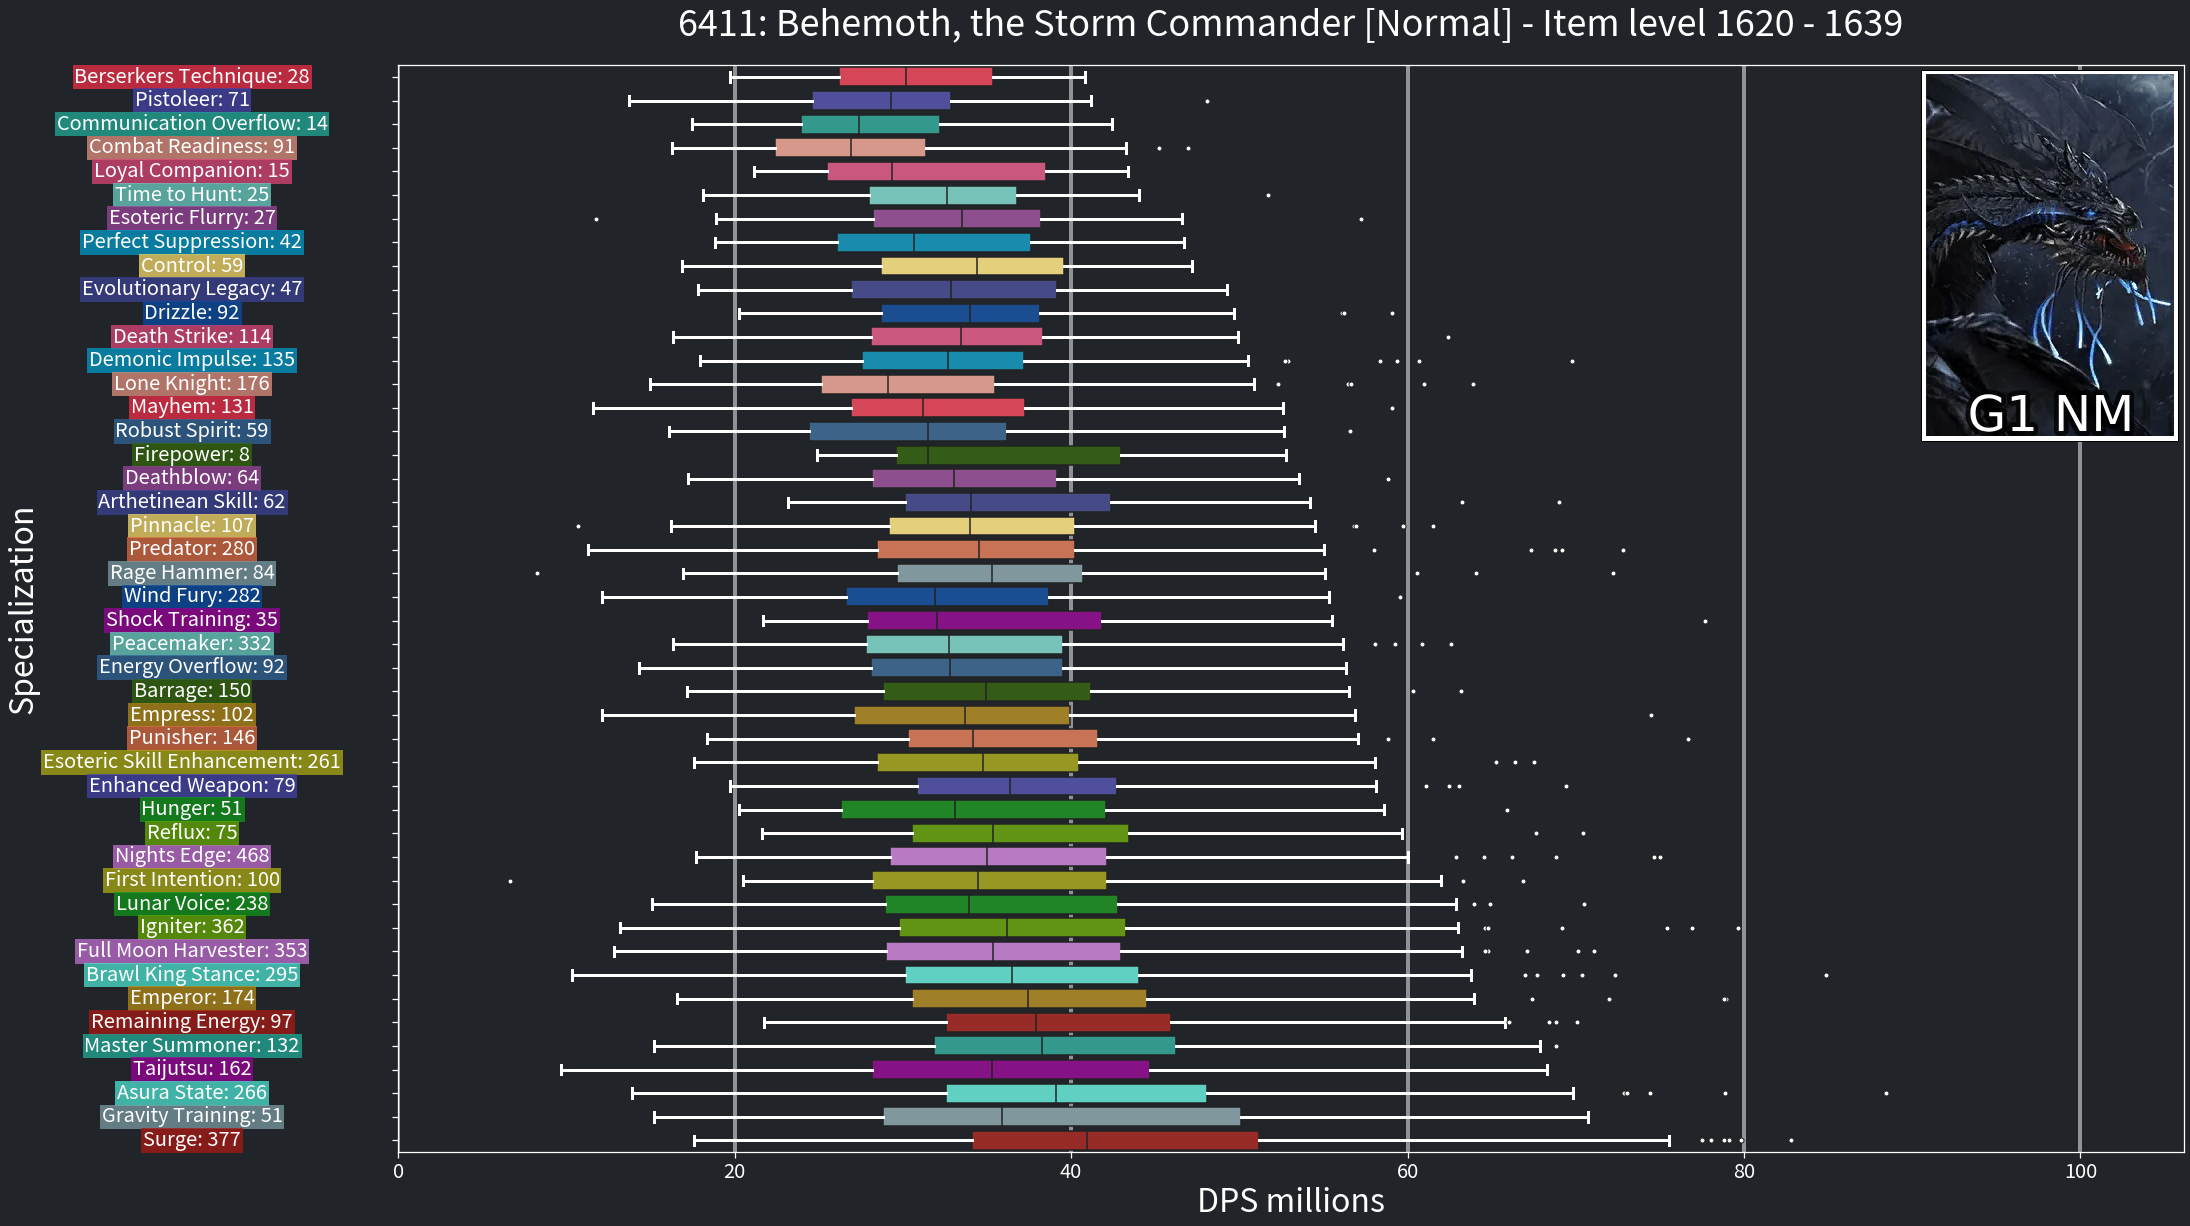 6411: Behemoth, the Storm Commander [Normal] - Item level 1620 - 1639
Berserkers Technique: 28
Pistoleer: 71
Communication Overflow: 14
Combat Readiness: 91
Loyal Companion: 15
Time to Hunt: 25
Esoteric Flurry: 27
Perfect Suppression: 42
Control: 59
Evolutionary Legacy: 47
Drizzle: 92
Death Strike: 114
Demonic Impulse: 135
Lone Knight: 176
Mayhem: 131
Robust Spirit: 59
Firepower: 8
Deathblow: 64
Arthetinean Skill: 62
Pinnacle: 107
Predator: 280
Rage Hammer: 84
Wind Fury: 282
Shock Training: 35
Peacemaker: 332
Energy Overflow: 92
Barrage: 150
Empress: 102
Punisher: 146
Esoteric Skill Enhancement: 261
Enhanced Weapon: 79
Hunger: 51
Reflux: 75
Nights Edge: 468
First Intention: 100
Lunar Voice: 238
Igniter: 362
Full Moon Harvester: 353
Brawl King Stance: 295
Emperor: 174
Remaining Energy: 97
Master Summoner: 132
Taijutsu: 162
Asura State: 266
Gravity Training: 51
Surge: 377
Specialization
G1 NM
0 20 40 60 80 100
DPS millions